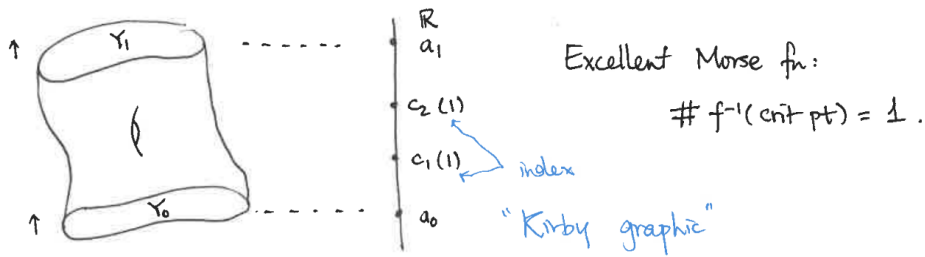 ↑ Y₁ ------ ℝ
a₁
Excellent Morse fn:
# f⁻¹(crit pt) = 1.
c₂ (1)
c₁ (1)
index
↑ Y₀ ------ a₀
"Kirby graphic"